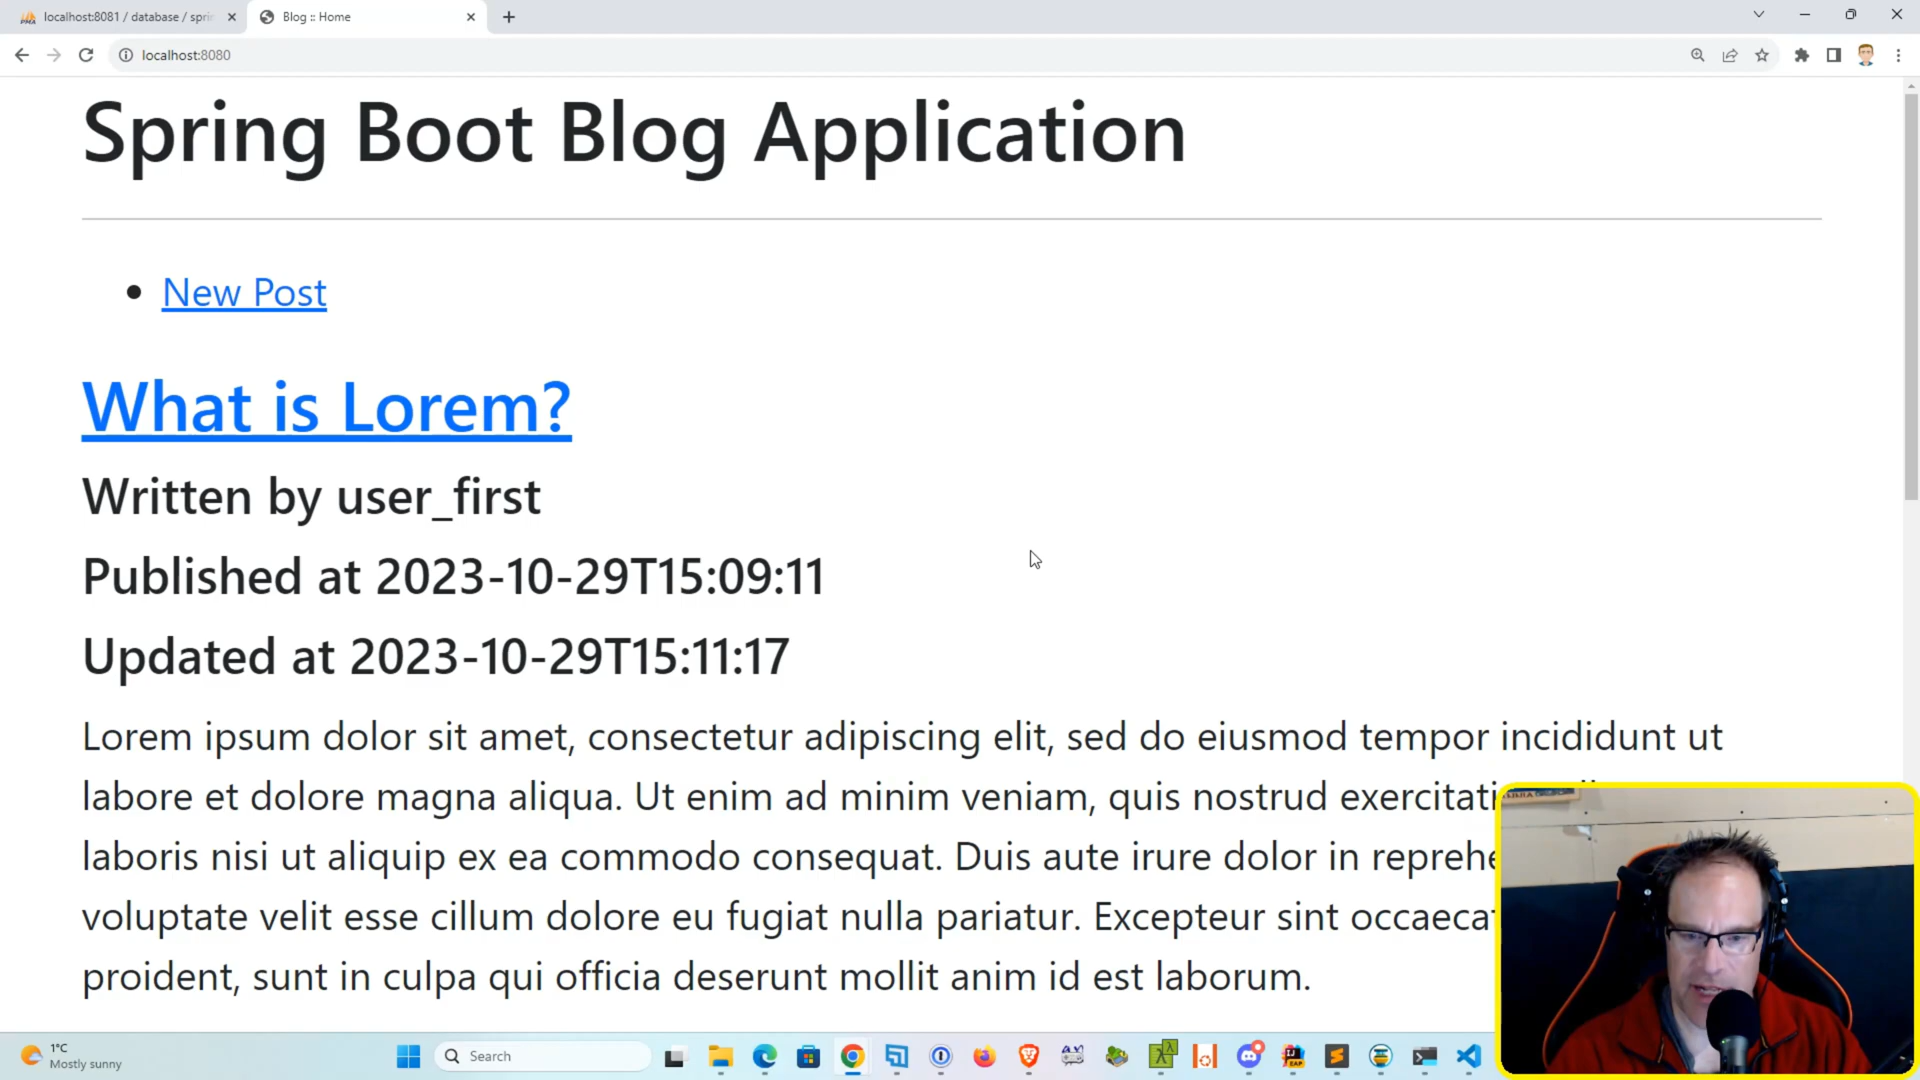 localhost:8081 / database / spri
Blog :: Home
localhost:8080
Spring Boot Blog Application
New Post
What is Lorem?
Written by user_first
Published at 2023-10-29T15:09:11
Updated at 2023-10-29T15:11:17
Lorem ipsum dolor sit amet, consectetur adipiscing elit, sed do eiusmod tempor incididunt ut
labore et dolore magna aliqua. Ut enim ad minim veniam, quis nostrud exercitati
laboris nisi ut aliquip ex ea commodo consequat. Duis aute irure dolor in reprehe
voluptate velit esse cillum dolore eu fugiat nulla pariatur. Excepteur sint occaecat
proident, sunt in culpa qui officia deserunt mollit anim id est laborum.
1°C
Mostly sunny
Search